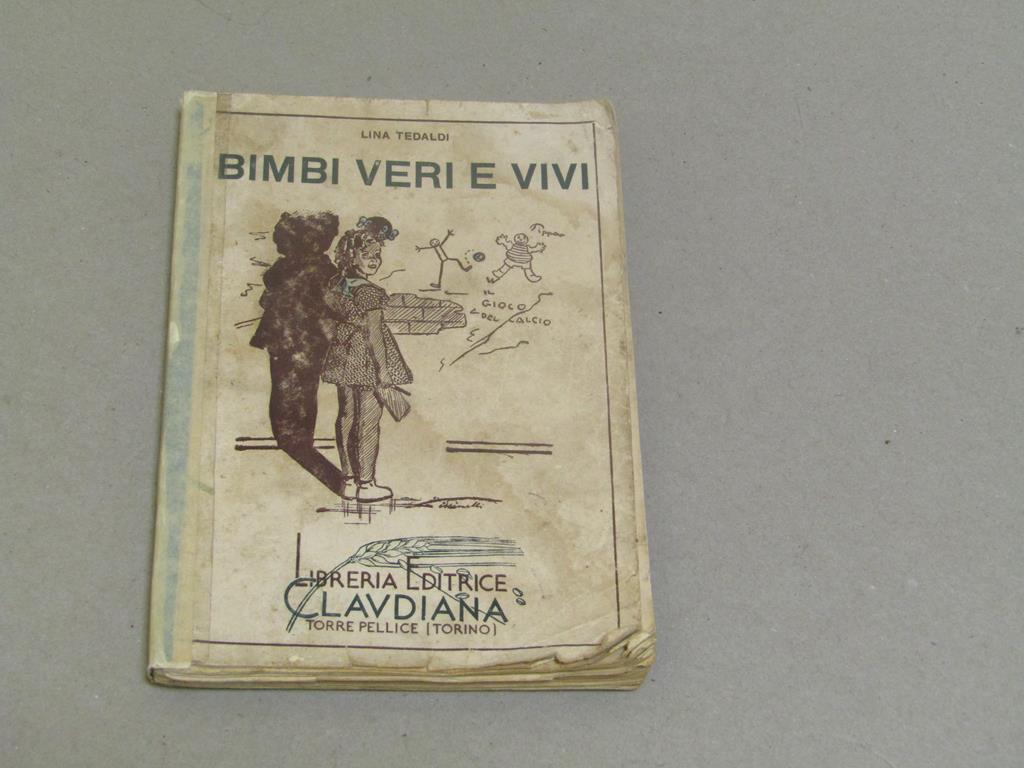 LINA TEDALDI
BIMBI VERI E VIVI
IL
GIOCO
DEL CALCIO
LIBRERIA EDITRICE
CLAVDIANA
TORRE PELLICE (TORINO)